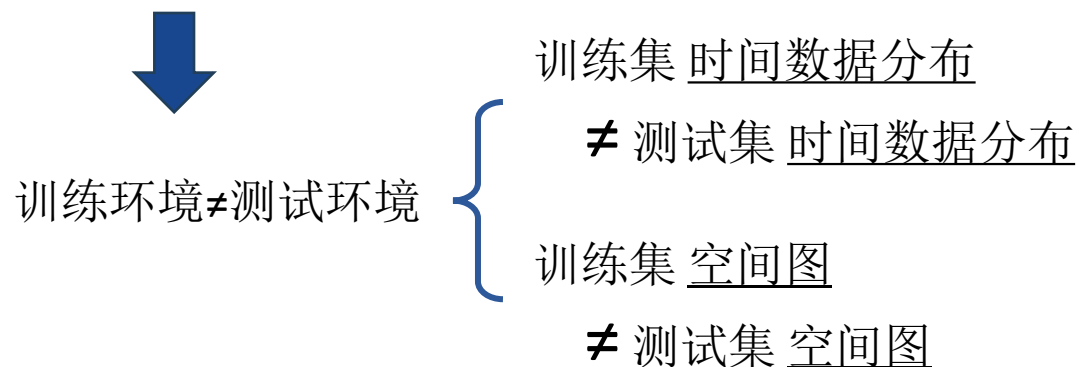 训练集 时间数据分布
≠ 测试集 时间数据分布
训练环境≠测试环境
训练集 空间图
≠ 测试集 空间图